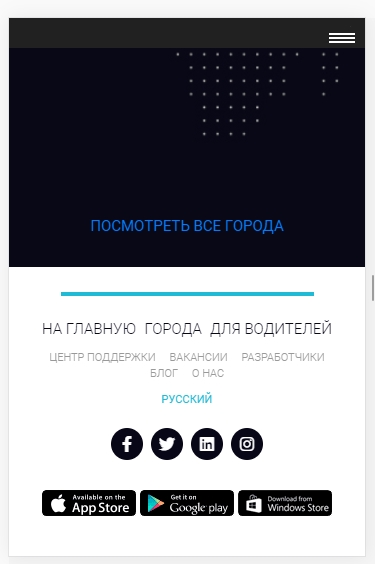 ПОСМОТРЕТЬ ВСЕ ГОРОДА
НА ГЛАВНУЮ ГОРОДА ДЛЯ ВОДИТЕЛЕЙ
ЦЕНТР ПОДДЕРЖКИ ВАКАНСИИ РАЗРАБОТЧИКИ
БЛОГ О НАС
РУССКИЙ
Available on the App Store
Get it on Google play
Download from Windows Store